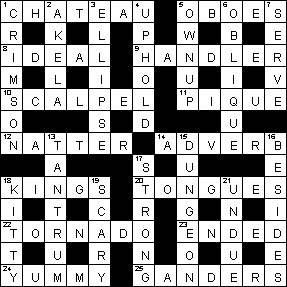 1 C H 2 A T 3 E A 4 U 5 O B 6 O E 7 S
R K L P W B E
8 I D E A L 9 H A N D L E R
M L I O U I V
10 S C A L P E L 11 P I Q U E
O S D U
12 N A 13 T T E R 14 A 15 D V E R 16 B
A 17 S U E
18 K I N G 19 S 20 T O N G 21 U E S
I T C R G N I
22 T O R N A D O 23 E N D E D
T U R N O U E
24 Y U M M Y 25 G A N D E R S